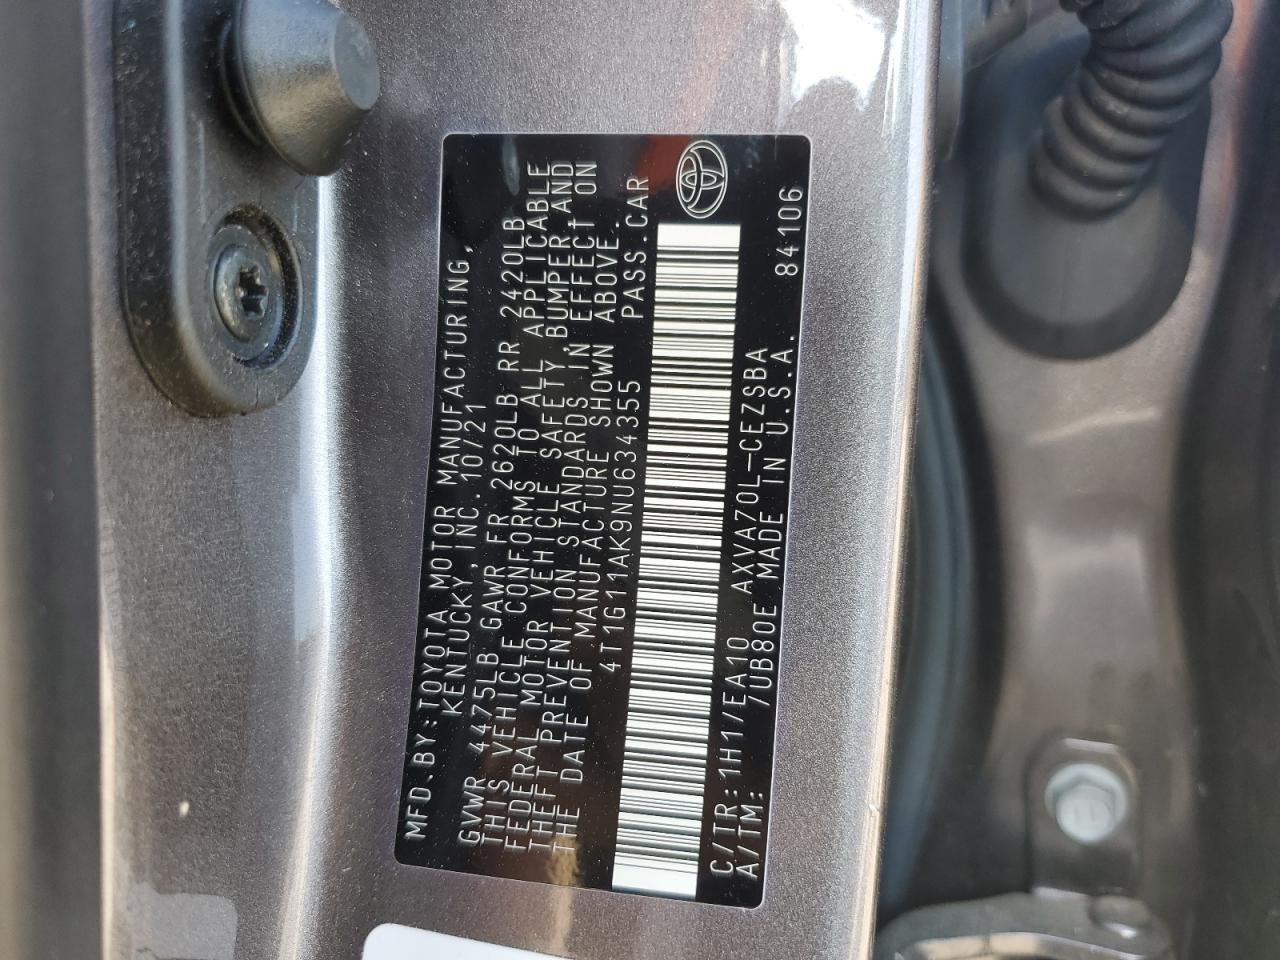 MFD.BY:TOYOTA MOTOR MANUFACTURING,
KENTUCKY, INC. 10/21
GVWR 4475LB GAWR FR 2620LB RR 2420LB
THIS VEHICLE CONFORMS TO ALL APPLICABLE
FEDERAL MOTOR VEHICLE SAFETY, BUMPER AND
THEFT PREVENTION STANDARDS IN EFFECT ON
THE DATE OF MANUFACTURE SHOWN ABOVE.
4T1G11AK9NU634355 PASS.CAR
C/TR:1H1/EA10 AXVA70L-CEZSBA 84106
A/TM: 7UB80E MADE IN U.S.A.